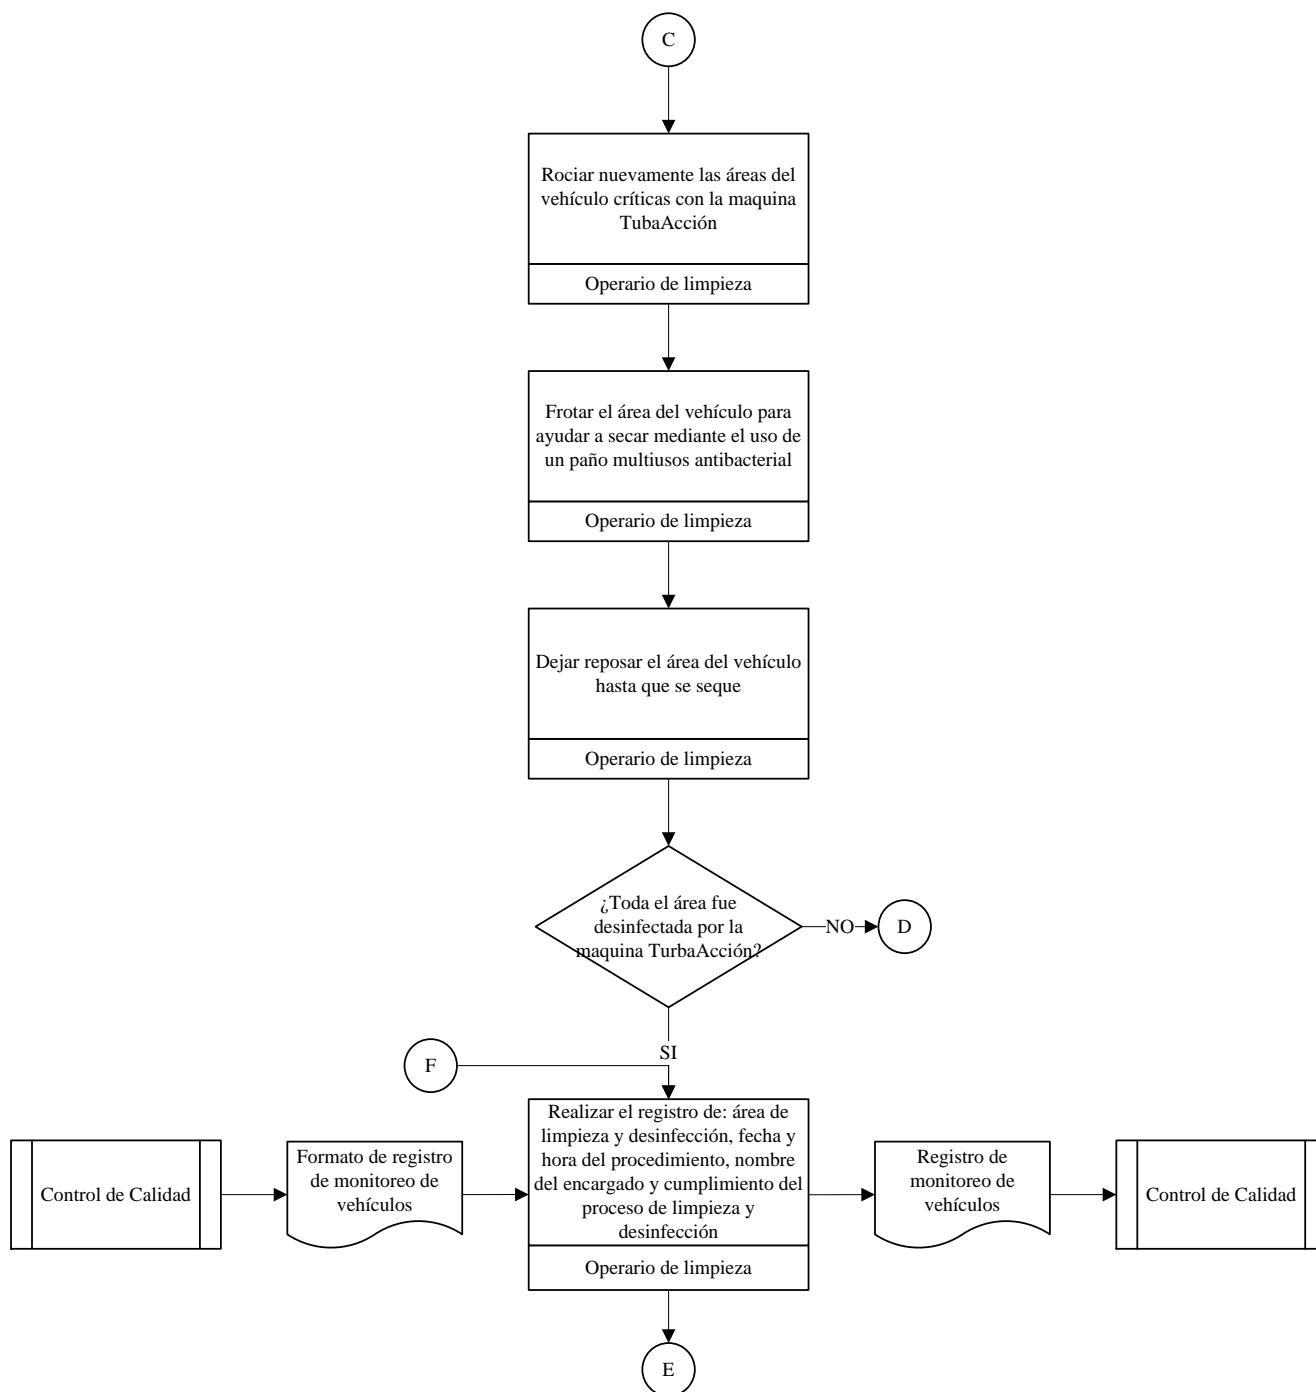 C
Rociar nuevamente las áreas del
vehículo críticas con la maquina
TubaAcción
Operario de limpieza
Frotar el área del vehículo para
ayudar a secar mediante el uso de
un paño multiusos antibacterial
Operario de limpieza
Dejar reposar el área del vehículo
hasta que se seque
Operario de limpieza
¿Toda el área fue
desinfectada por la
maquina TurbaAcción?
NO
D
SI
F
Control de Calidad
Formato de registro
de monitoreo de
vehículos
Realizar el registro de: área de
limpieza y desinfección, fecha y
hora del procedimiento, nombre
del encargado y cumplimiento del
proceso de limpieza y
desinfección
Operario de limpieza
Registro de
monitoreo de
vehículos
Control de Calidad
E